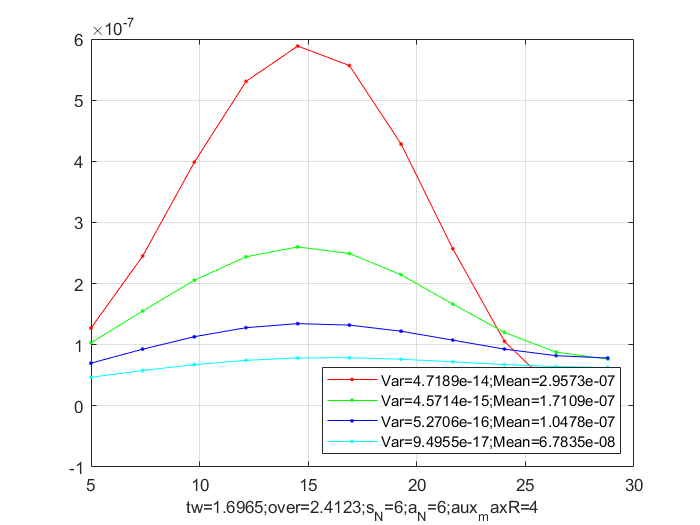 ×10-7
6
5
4
3
2
1
0
-1
5 10 15 20 25 30
Var=4.7189e-14;Mean=2.9573e-07
Var=4.5714e-15;Mean=1.7109e-07
Var=5.2706e-16;Mean=1.0478e-07
Var=9.4955e-17;Mean=6.7835e-08
tw=1.6965;over=2.4123;sN=6;aN=6;auxmaxR=4